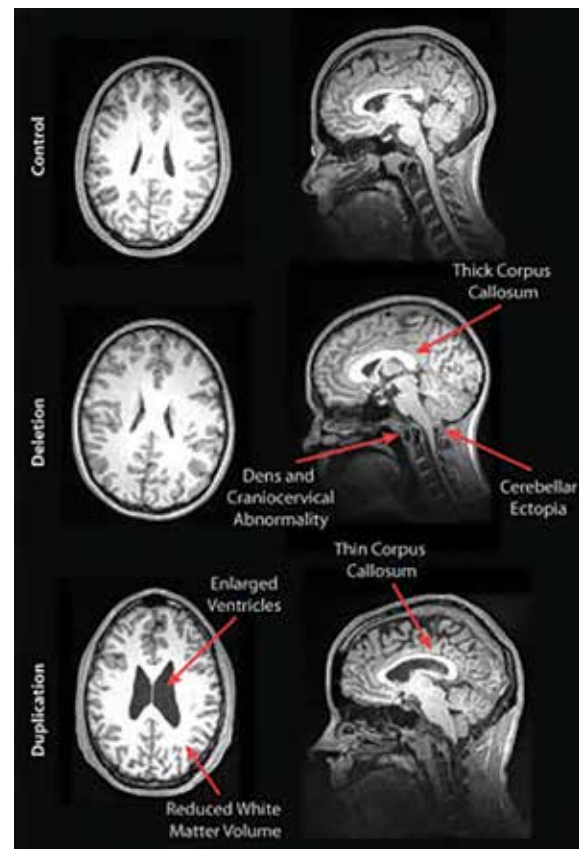 Control
Thick Corpus
Callosum
Deletion
Dens and
Craniocervical
Abnormality
Cerebellar
Ectopia
Thin Corpus
Callosum
Enlarged
Ventricles
Duplication
Reduced White
Matter Volume